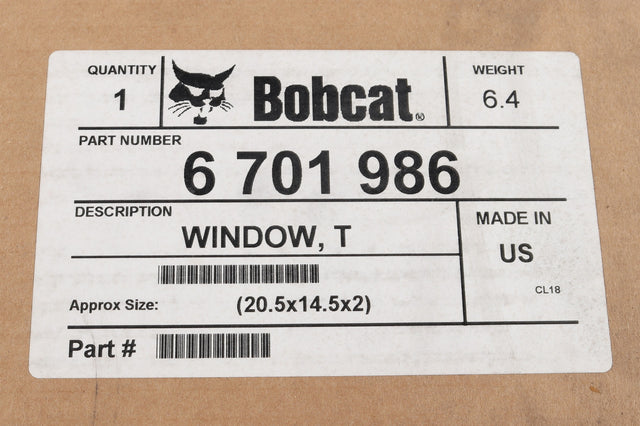 QUANTITY
1
Bobcat®
WEIGHT
6.4
PART NUMBER
6 701 986
DESCRIPTION
WINDOW, T
MADE IN
US
CL18
Approx Size: (20.5x14.5x2)
Part #